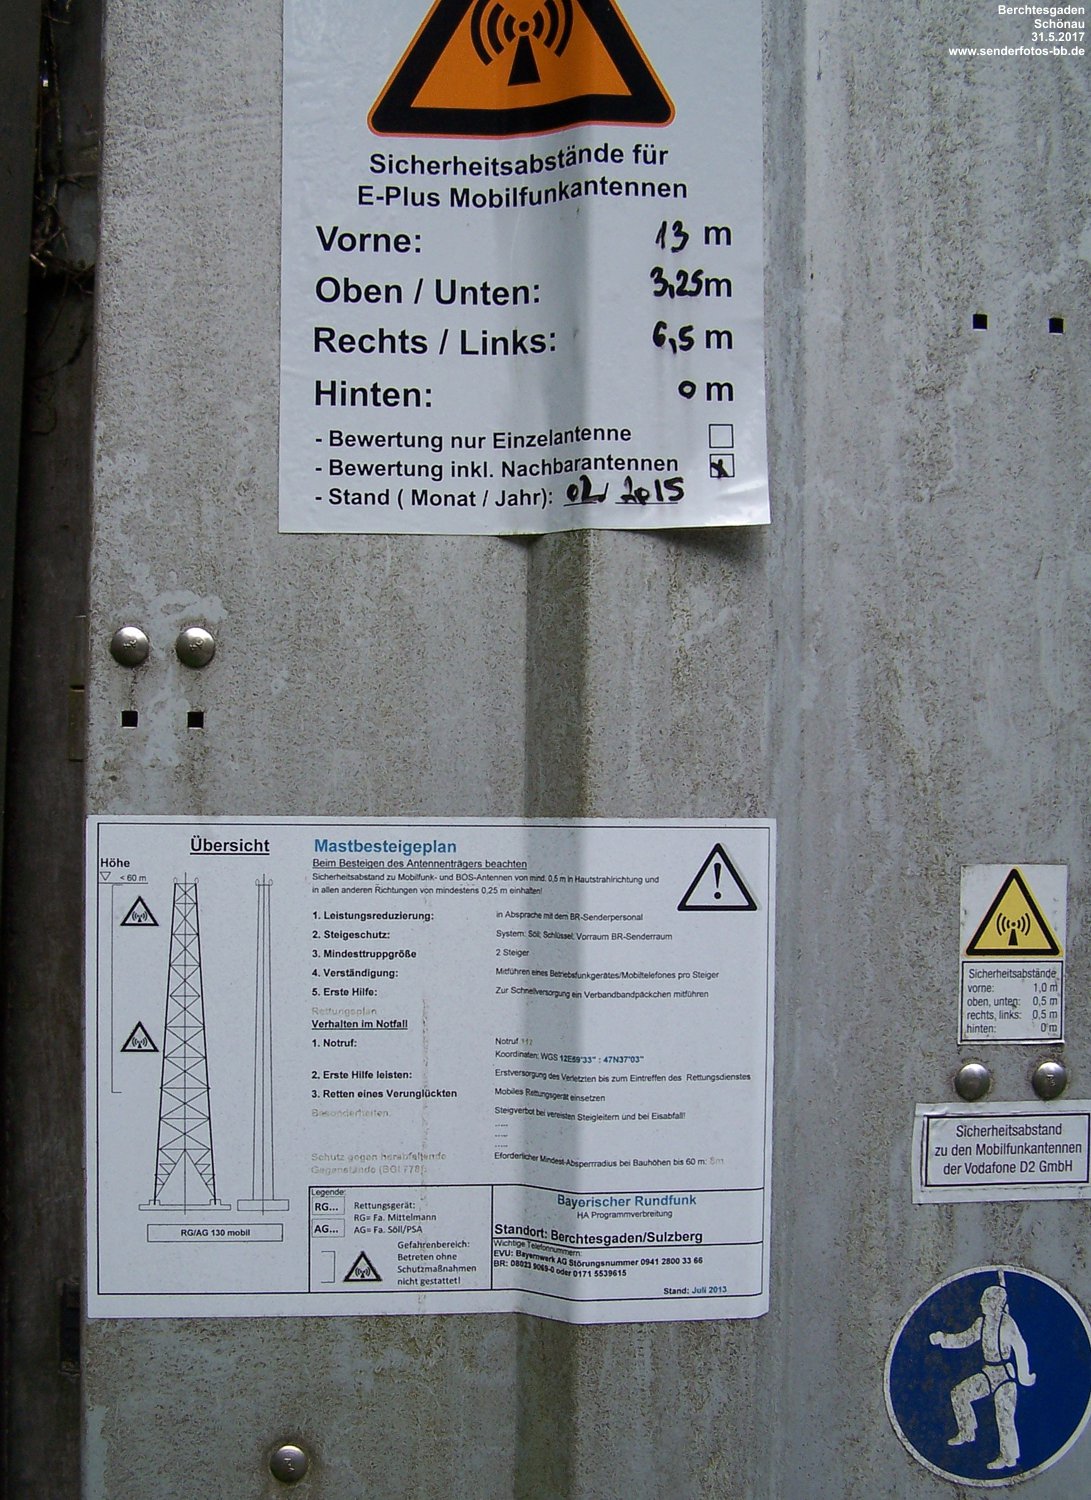 Berchtesgaden
Schönau
31.5.2017
www.senderfotos-bb.de
Sicherheitsabstände für
E-Plus Mobilfunkantennen
Vorne: 13 m
Oben / Unten: 3,25m
Rechts / Links: 6,5 m
Hinten: 0 m
- Bewertung nur Einzelantenne
- Bewertung inkl. Nachbarantennen
- Stand ( Monat / Jahr): 02/ 2015
Übersicht
Höhe
< 60 m
RG/AG 130 mobil
Mastbesteigeplan
Beim Besteigen des Antennenträgers beachten
Sicherheitsabstand zu Mobilfunk- und BOS-Antennen von mind. 0,5 m in Hautstrahlrichtung und
in allen anderen Richtungen von mindestens 0,25 m einhalten!
1. Leistungsreduzierung: in Absprache mit dem BR-Senderpersonal
2. Steigeschutz: System: Söll; Schlüssel: Vorraum BR-Senderraum
3. Mindesttruppgröße 2 Steiger
4. Verständigung: Mitführen eines Betriebsfunkgerätes/Mobiltelefones pro Steiger
5. Erste Hilfe: Zur Schnellversorgung ein Verbandbandpäckchen mitführen
Rettungsplan
Verhalten im Notfall
1. Notruf: Notruf 112
Koordinaten: WGS 12E59'33" : 47N37'03"
2. Erste Hilfe leisten: Erstversorgung des Verletzten bis zum Eintreffen des Rettungsdienstes
3. Retten eines Verunglückten Mobiles Rettungsgerät einsetzen
Besonderheiten: Steigverbot bei vereisten Steigleitern und bei Eisabfall!
.....
.....
.....
Schutz gegen herabfallende
Gegenstände (BGI 778): Eforderlicher Mindest-Absperrradius bei Bauhöhen bis 60 m: 8m
Legende:
RG... Rettungsgerät:
RG= Fa. Mittelmann
AG... AG= Fa. Söll/PSA
Gefahrenbereich:
Betreten ohne
Schutzmaßnahmen
nicht gestattet!
Bayerischer Rundfunk
HA Programmverbreitung
Standort: Berchtesgaden/Sulzberg
Wichtige Telefonnummern:
EVU: Bayernwerk AG Störungsnummer 0941 2800 33 66
BR: 08023 9069-0 oder 0171 5539615
Stand: Juli 2013
Sicherheitsabstände
vorne: 1,0 m
oben, unten: 0,5 m
rechts, links: 0,5 m
hinten: 0 m
Sicherheitsabstand
zu den Mobilfunkantennen
der Vodafone D2 GmbH